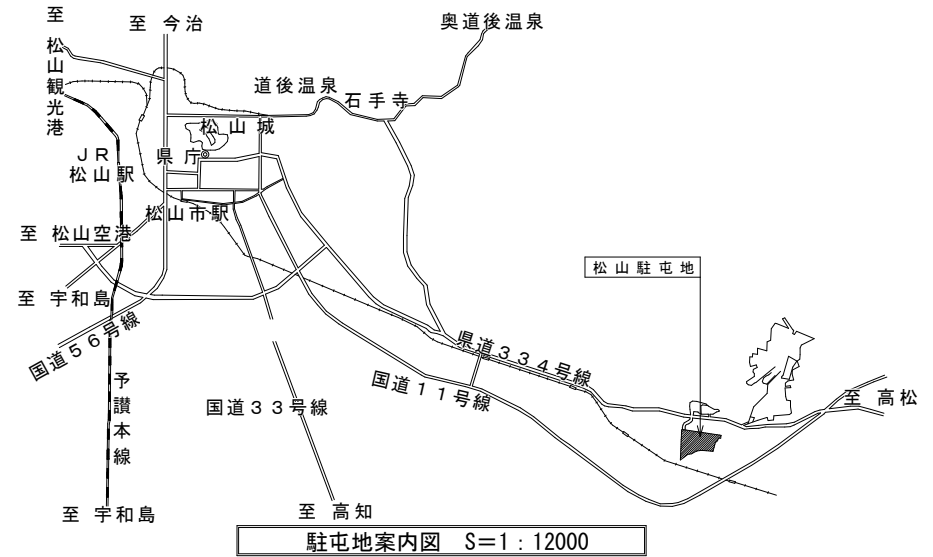 至 松山観光港
至 今治
奥道後温泉
道後温泉
石手寺
松山城
県庁
JR
松山駅
松山市駅
至 松山空港
至 宇和島
国道56号線
予讃本線
国道33号線
国道11号線
県道334号線
松山駐屯地
至 高松
至 宇和島
至 高知
駐屯地案内図 S=1:12000